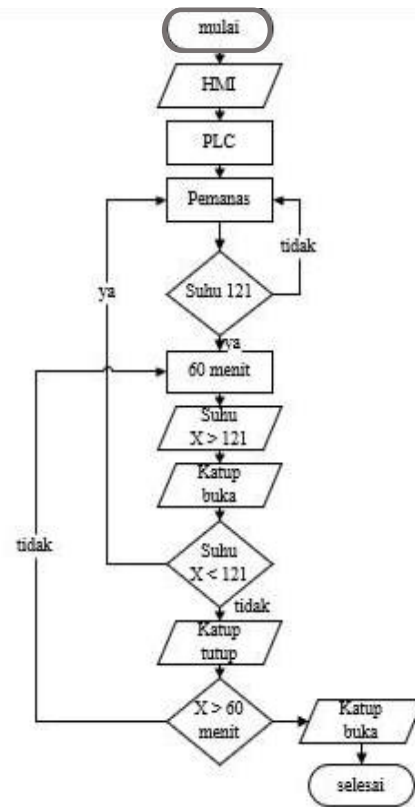 mulai
HMI
PLC
Pemanas
tidak
ya
Suhu 121
ya
60 menit
Suhu
X > 121
Katup
buka
tidak
Suhu
X < 121
tidak
Katup
tutup
X > 60
menit
Katup
buka
selesai